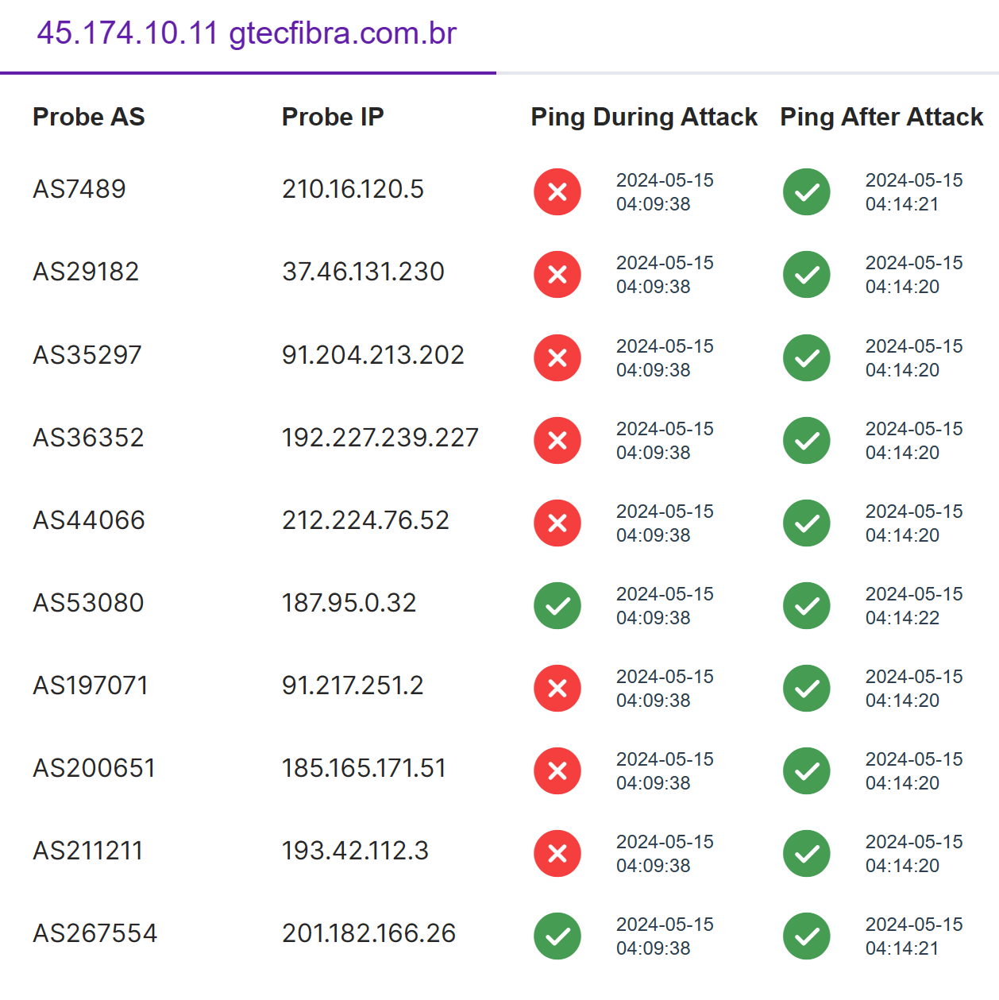 45.174.10.11 gtecfibra.com.br
Probe AS Probe IP Ping During Attack Ping After Attack
AS7489 210.16.120.5 2024-05-15 04:09:38 2024-05-15 04:14:21
AS29182 37.46.131.230 2024-05-15 04:09:38 2024-05-15 04:14:20
AS35297 91.204.213.202 2024-05-15 04:09:38 2024-05-15 04:14:20
AS36352 192.227.239.227 2024-05-15 04:09:38 2024-05-15 04:14:20
AS44066 212.224.76.52 2024-05-15 04:09:38 2024-05-15 04:14:20
AS53080 187.95.0.32 2024-05-15 04:09:38 2024-05-15 04:14:22
AS197071 91.217.251.2 2024-05-15 04:09:38 2024-05-15 04:14:20
AS200651 185.165.171.51 2024-05-15 04:09:38 2024-05-15 04:14:20
AS211211 193.42.112.3 2024-05-15 04:09:38 2024-05-15 04:14:20
AS267554 201.182.166.26 2024-05-15 04:09:38 2024-05-15 04:14:21